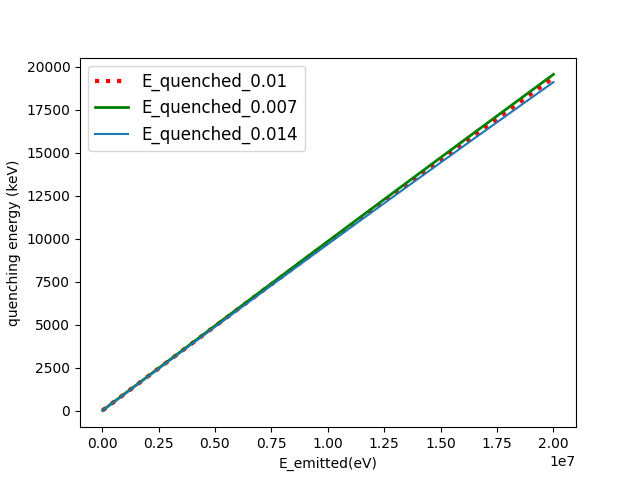 E_quenched_0.01
E_quenched_0.007
E_quenched_0.014
20000
17500
15000
12500
10000
7500
5000
2500
0
quenching energy (keV)
0.00 0.25 0.50 0.75 1.00 1.25 1.50 1.75 2.00
1e7
E_emitted(eV)